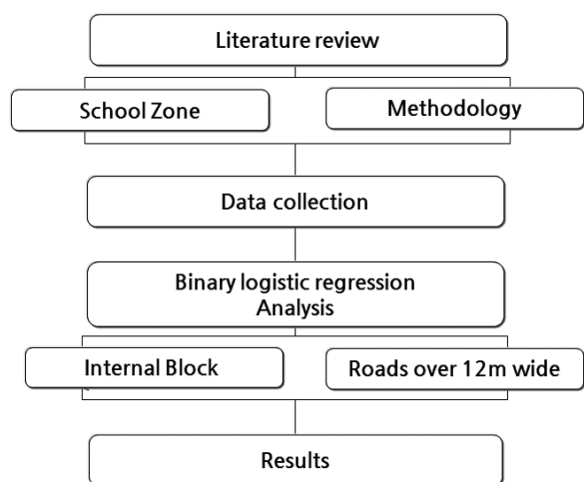 Literature review
School Zone
Methodology
Data collection
Binary logistic regression
Analysis
Internal Block
Roads over 12m wide
Results